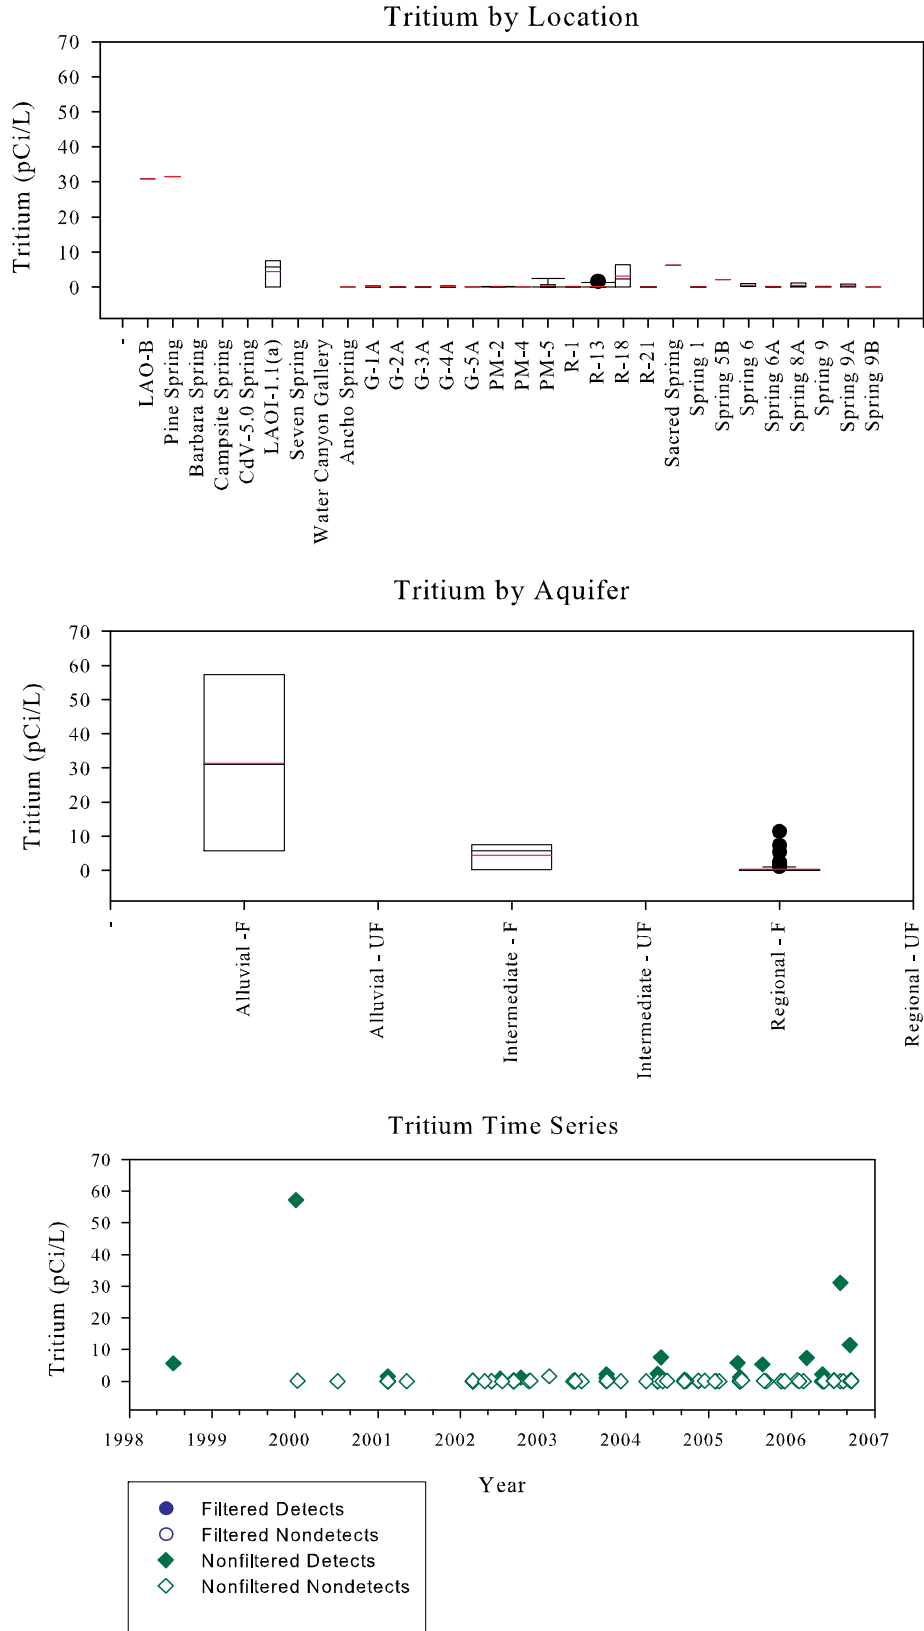 Tritium by Location
Tritium (pCi/L)
70
60
50
40
30
20
10
0
-
LAO-B
Pine Spring
Barbara Spring
Campsite Spring
CdV-5.0 Spring
LAOI-1.1(a)
Seven Spring
Water Canyon Gallery
Ancho Spring
G-1A
G-2A
G-3A
G-4A
G-5A
PM-2
PM-4
PM-5
R-1
R-13
R-18
R-21
Sacred Spring
Spring 1
Spring 5B
Spring 6
Spring 6A
Spring 8A
Spring 9
Spring 9A
Spring 9B
Tritium by Aquifer
Tritium (pCi/L)
70
60
50
40
30
20
10
0
-
Alluvial -F
Alluvial - UF
Intermediate - F
Intermediate - UF
Regional - F
Regional - UF
Tritium Time Series
Tritium (pCi/L)
70
60
50
40
30
20
10
0
1998 1999 2000 2001 2002 2003 2004 2005 2006 2007
Year
Filtered Detects
Filtered Nondetects
Nonfiltered Detects
Nonfiltered Nondetects